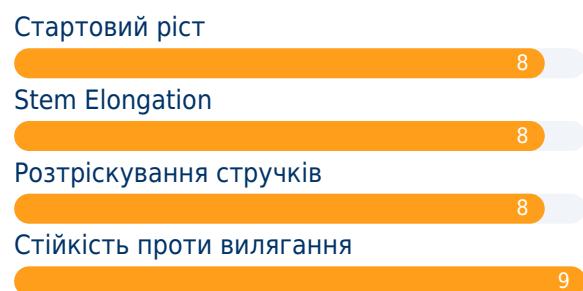 Стартовий ріст
8
Stem Elongation
8
Розтріскування стручків
8
Стійкість проти вилягання
9